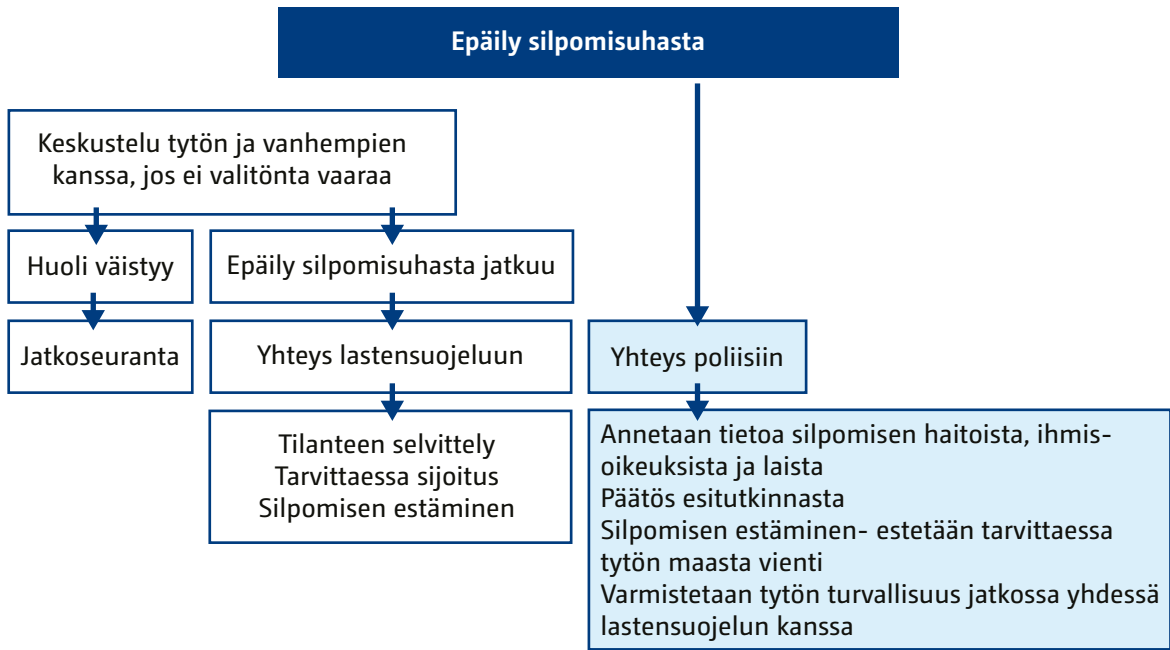 Epäily silpomisuhasta
Keskustelu tytön ja vanhempien
kanssa, jos ei valitönta vaaraa
Huoli väistyy
Epäily silpomisuhasta jatkuu
Jatkoseuranta
Yhteys lastensuojeluun
Yhteys poliisiin
Tilanteen selvittely
Tarvittaessa sijoitus
Silpomisen estäminen
Annetaan tietoa silpomisen haitoista, ihmis-
oikeuksista ja laista
Päätös esitutkinnasta
Silpomisen estäminen- estetään tarvittaessa
tytön maasta vienti
Varmistetaan tytön turvallisuus jatkossa yhdessä
lastensuojelun kanssa